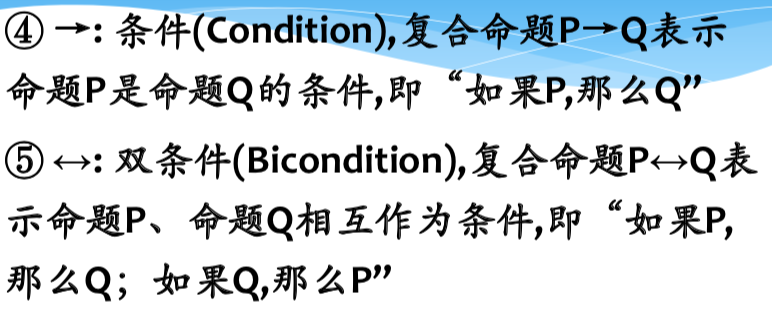 ④→: 条件(Condition),复合命题P→Q表示
命题P是命题Q的条件,即“如果P,那么Q”
⑤↔: 双条件(Bicondition),复合命题P↔Q表
示命题P、命题Q相互作为条件,即“如果P,
那么Q；如果Q,那么P”